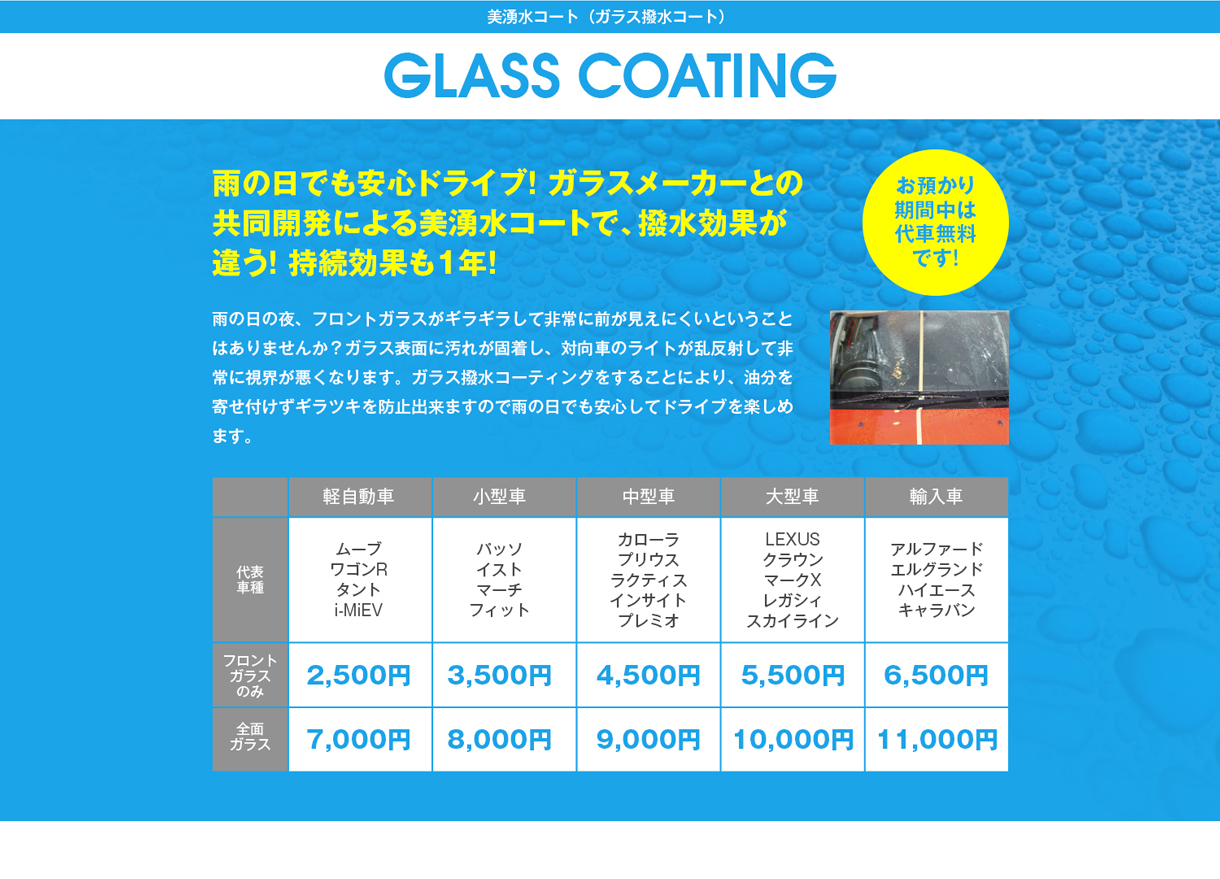 美湧水コート（ガラス撥水コート）
GLASS COATING
雨の日でも安心ドライブ! ガラスメーカーとの
共同開発による美湧水コートで、撥水効果が
違う! 持続効果も1年!
お預かり
期間中は
代車無料
です!
雨の日の夜、フロントガラスがギラギラして非常に前が見えにくいということ
はありませんか？ガラス表面に汚れが固着し、対向車のライトが乱反射して非
常に視界が悪くなります。ガラス撥水コーティングをすることにより、油分を
寄せ付けずギラツキを防止出来ますので雨の日でも安心してドライブを楽しめ
ます。
軽自動車 小型車 中型車 大型車 輸入車
代表
車種
ムーブ
ワゴンR
タント
i-MiEV
パッソ
イスト
マーチ
フィット
カローラ
プリウス
ラクティス
インサイト
プレミオ
LEXUS
クラウン
マークX
レガシィ
スカイライン
アルファード
エルグランド
ハイエース
キャラバン
フロント
ガラス
のみ
2,500円 3,500円 4,500円 5,500円 6,500円
全面
ガラス
7,000円 8,000円 9,000円 10,000円 11,000円